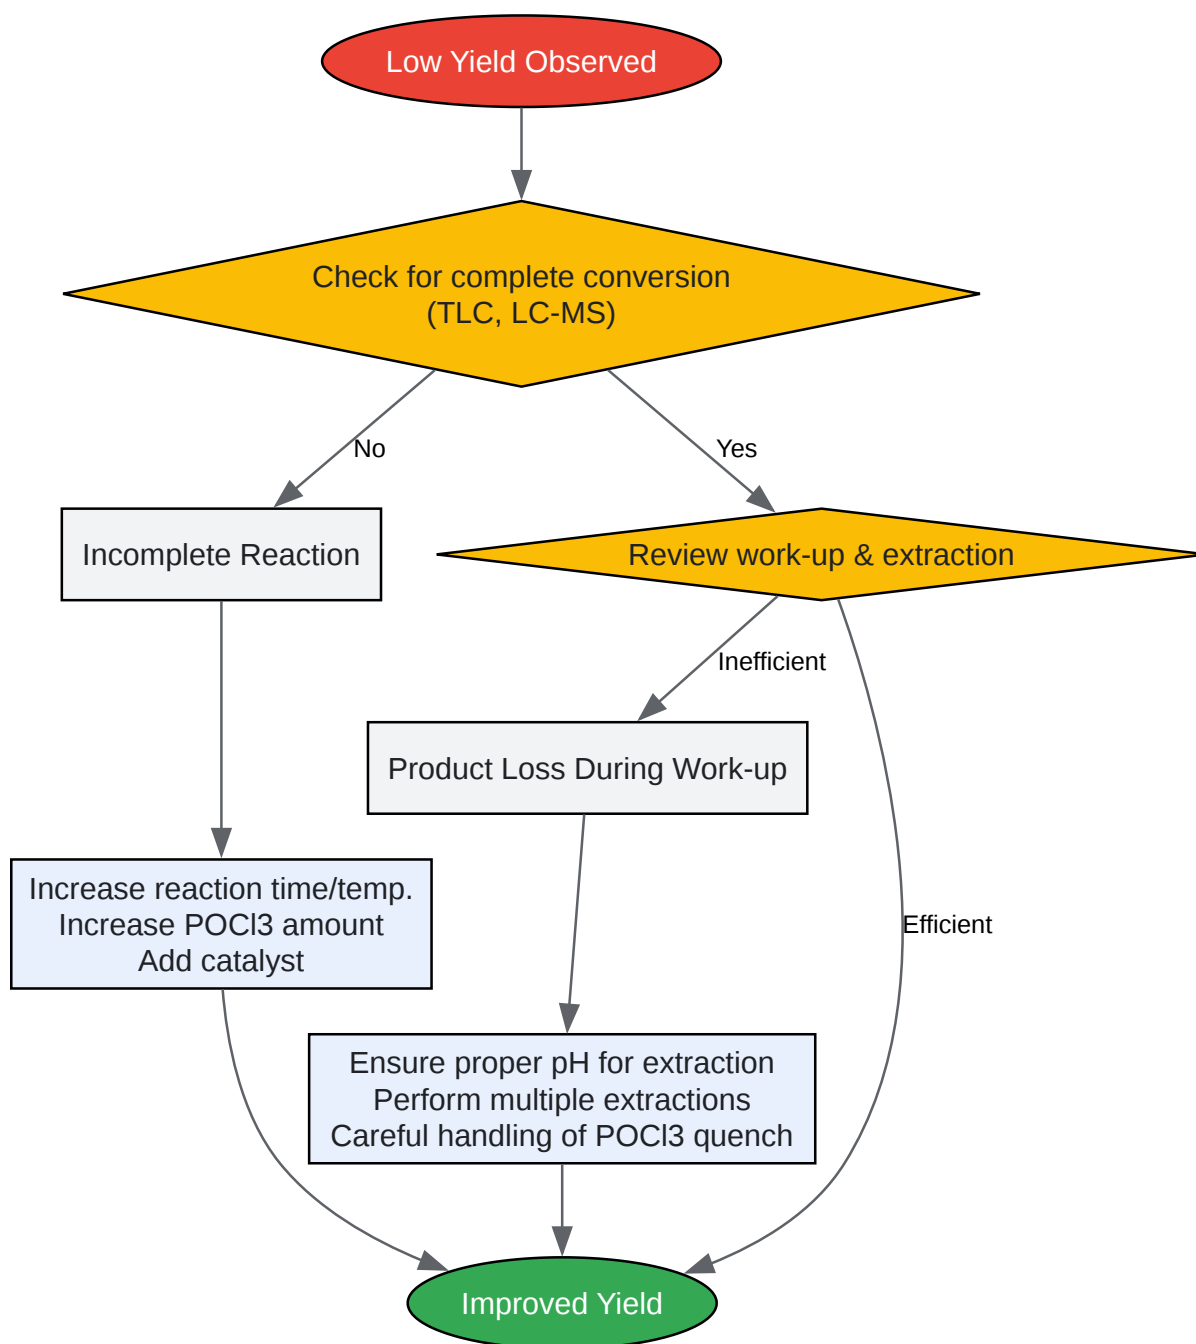 Low Yield Observed
Check for complete conversion
(TLC, LC-MS)
No
Yes
Incomplete Reaction
Review work-up & extraction
Inefficient
Product Loss During Work-up
Increase reaction time/temp.
Increase POCl3 amount
Add catalyst
Efficient
Ensure proper pH for extraction
Perform multiple extractions
Careful handling of POCl3 quench
Improved Yield